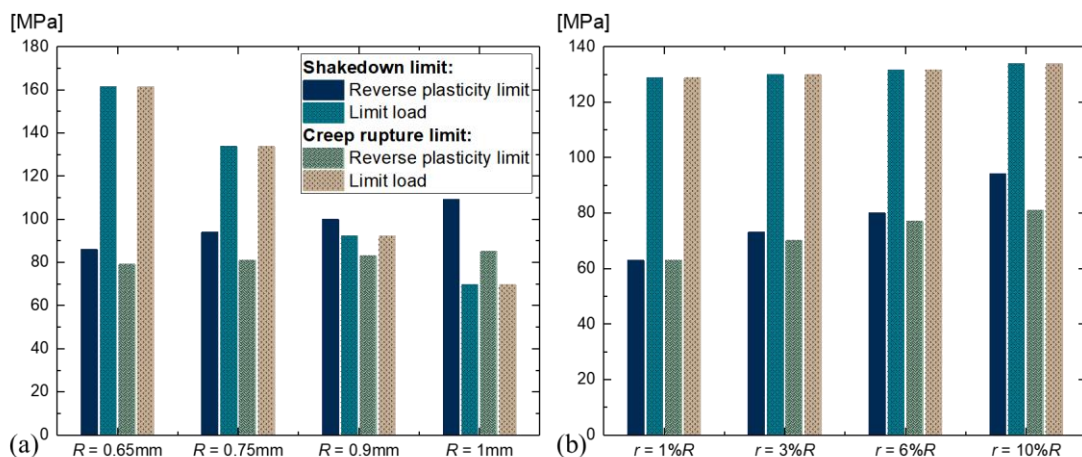 [MPa]
180
160
140
120
100
80
60
40
20
0
Shakedown limit:
Reverse plasticity limit
Limit load
Creep rupture limit:
Reverse plasticity limit
Limit load
(a)
R = 0.65mm
R = 0.75mm
R = 0.9mm
R = 1mm
[MPa]
140
120
100
80
60
40
20
0
(b)
r = 1%R
r = 3%R
r = 6%R
r = 10%R